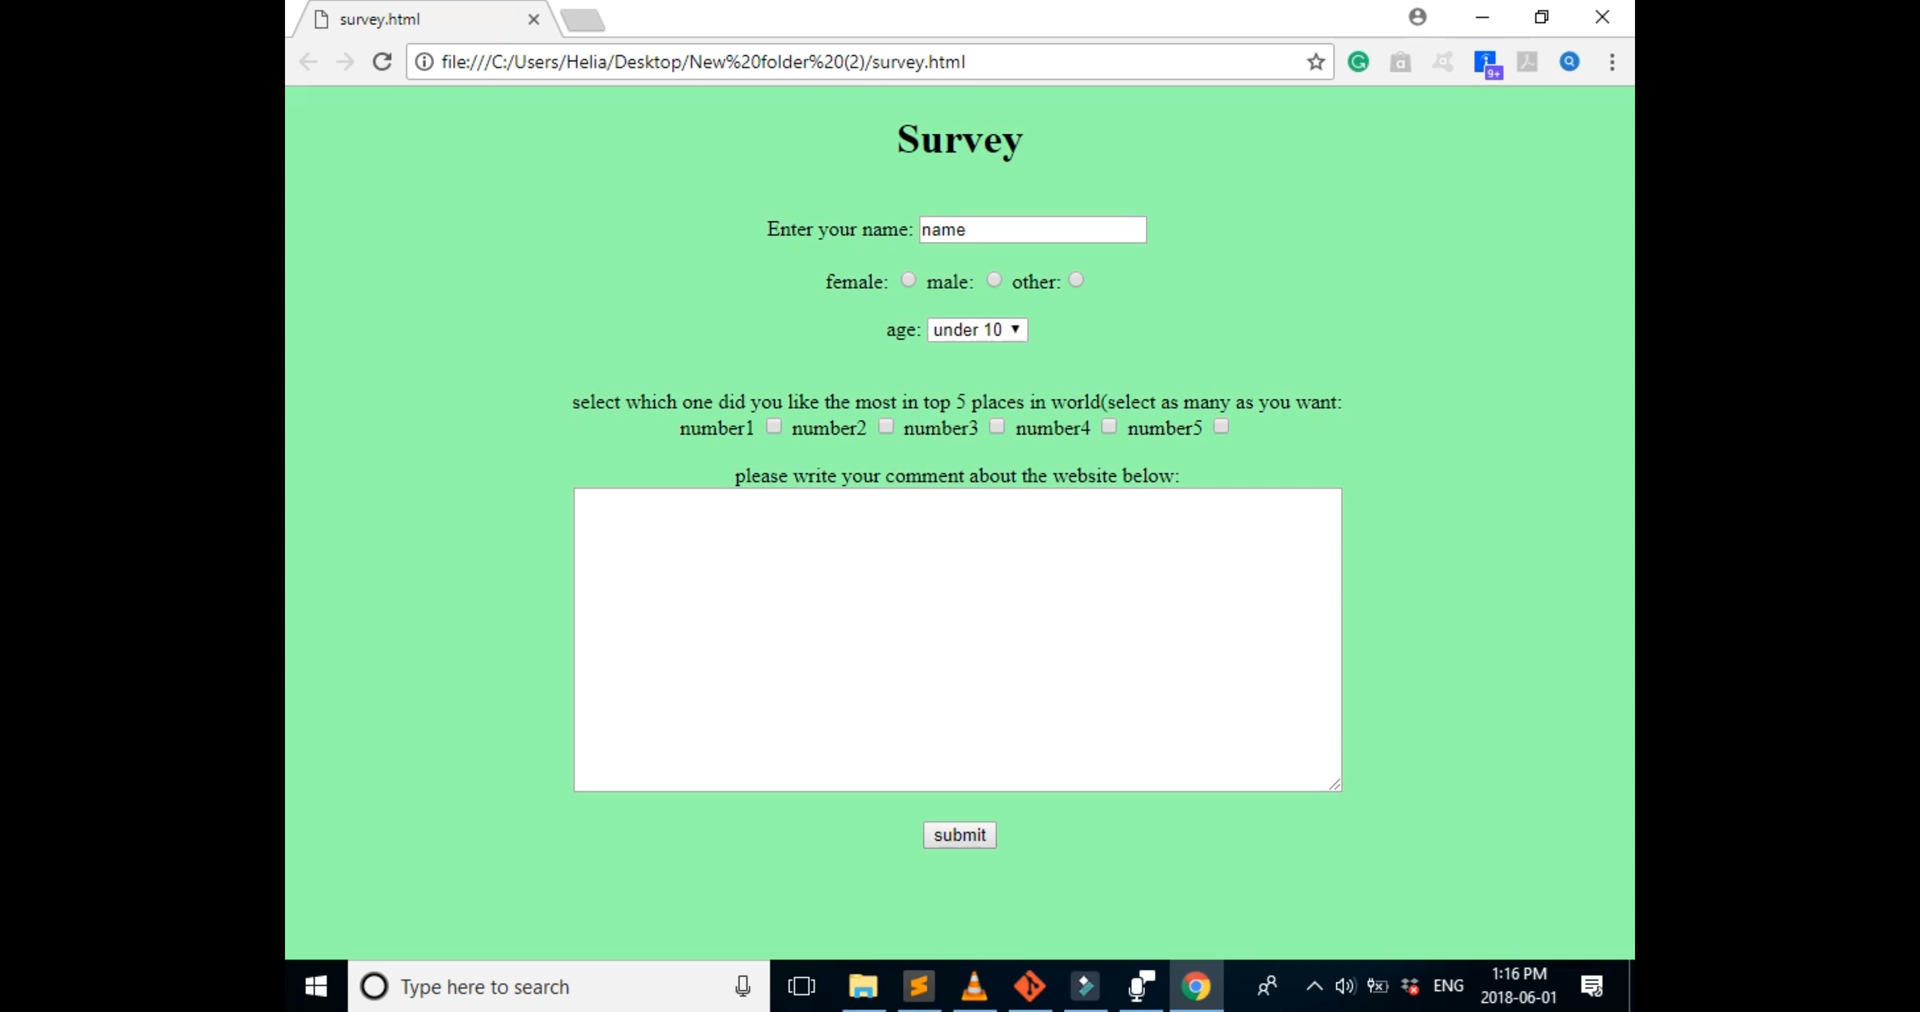 survey.html
file:///C:/Users/Helia/Desktop/New%20folder%20(2)/survey.html
9+
Survey
Enter your name: name
female: male: other:
age: under 10
select which one did you like the most in top 5 places in world(select as many as you want:
number1 number2 number3 number4 number5
please write your comment about the website below:
submit
Type here to search
ENG
1:16 PM
2018-06-01